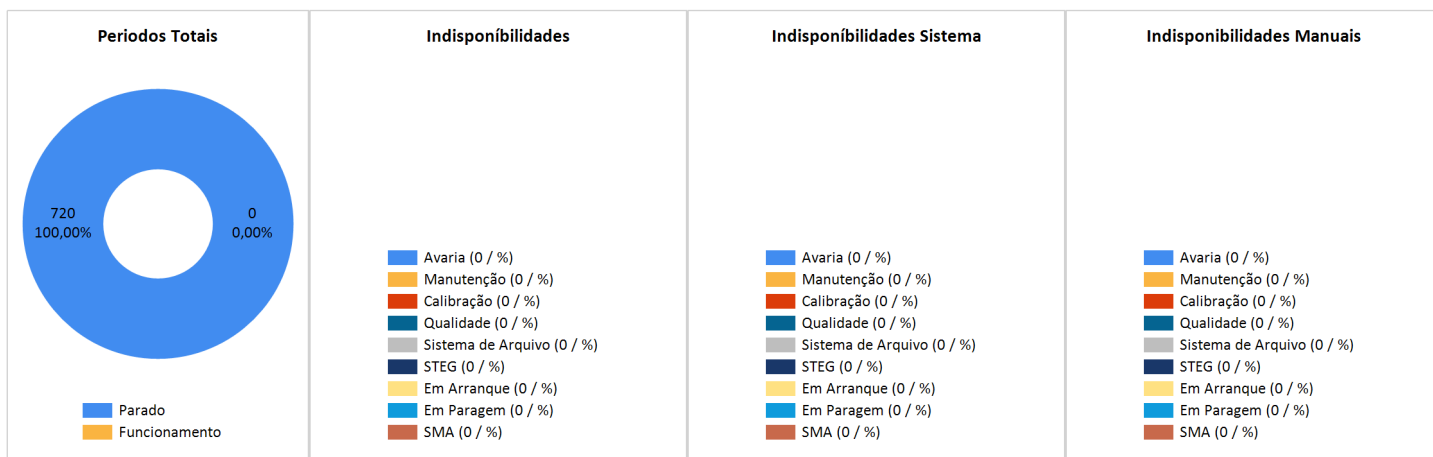 Periodos Totais
720
100,00%
0
0,00%
Parado
Funcionamento
Indisponíbilidades
Avaria (0 / %)
Manutenção (0 / %)
Calibração (0 / %)
Qualidade (0 / %)
Sistema de Arquivo (0 / %)
STEG (0 / %)
Em Arranque (0 / %)
Em Paragem (0 / %)
SMA (0 / %)
Indisponíbilidades Sistema
Avaria (0 / %)
Manutenção (0 / %)
Calibração (0 / %)
Qualidade (0 / %)
Sistema de Arquivo (0 / %)
STEG (0 / %)
Em Arranque (0 / %)
Em Paragem (0 / %)
SMA (0 / %)
Indisponibilidades Manuais
Avaria (0 / %)
Manutenção (0 / %)
Calibração (0 / %)
Qualidade (0 / %)
Sistema de Arquivo (0 / %)
STEG (0 / %)
Em Arranque (0 / %)
Em Paragem (0 / %)
SMA (0 / %)